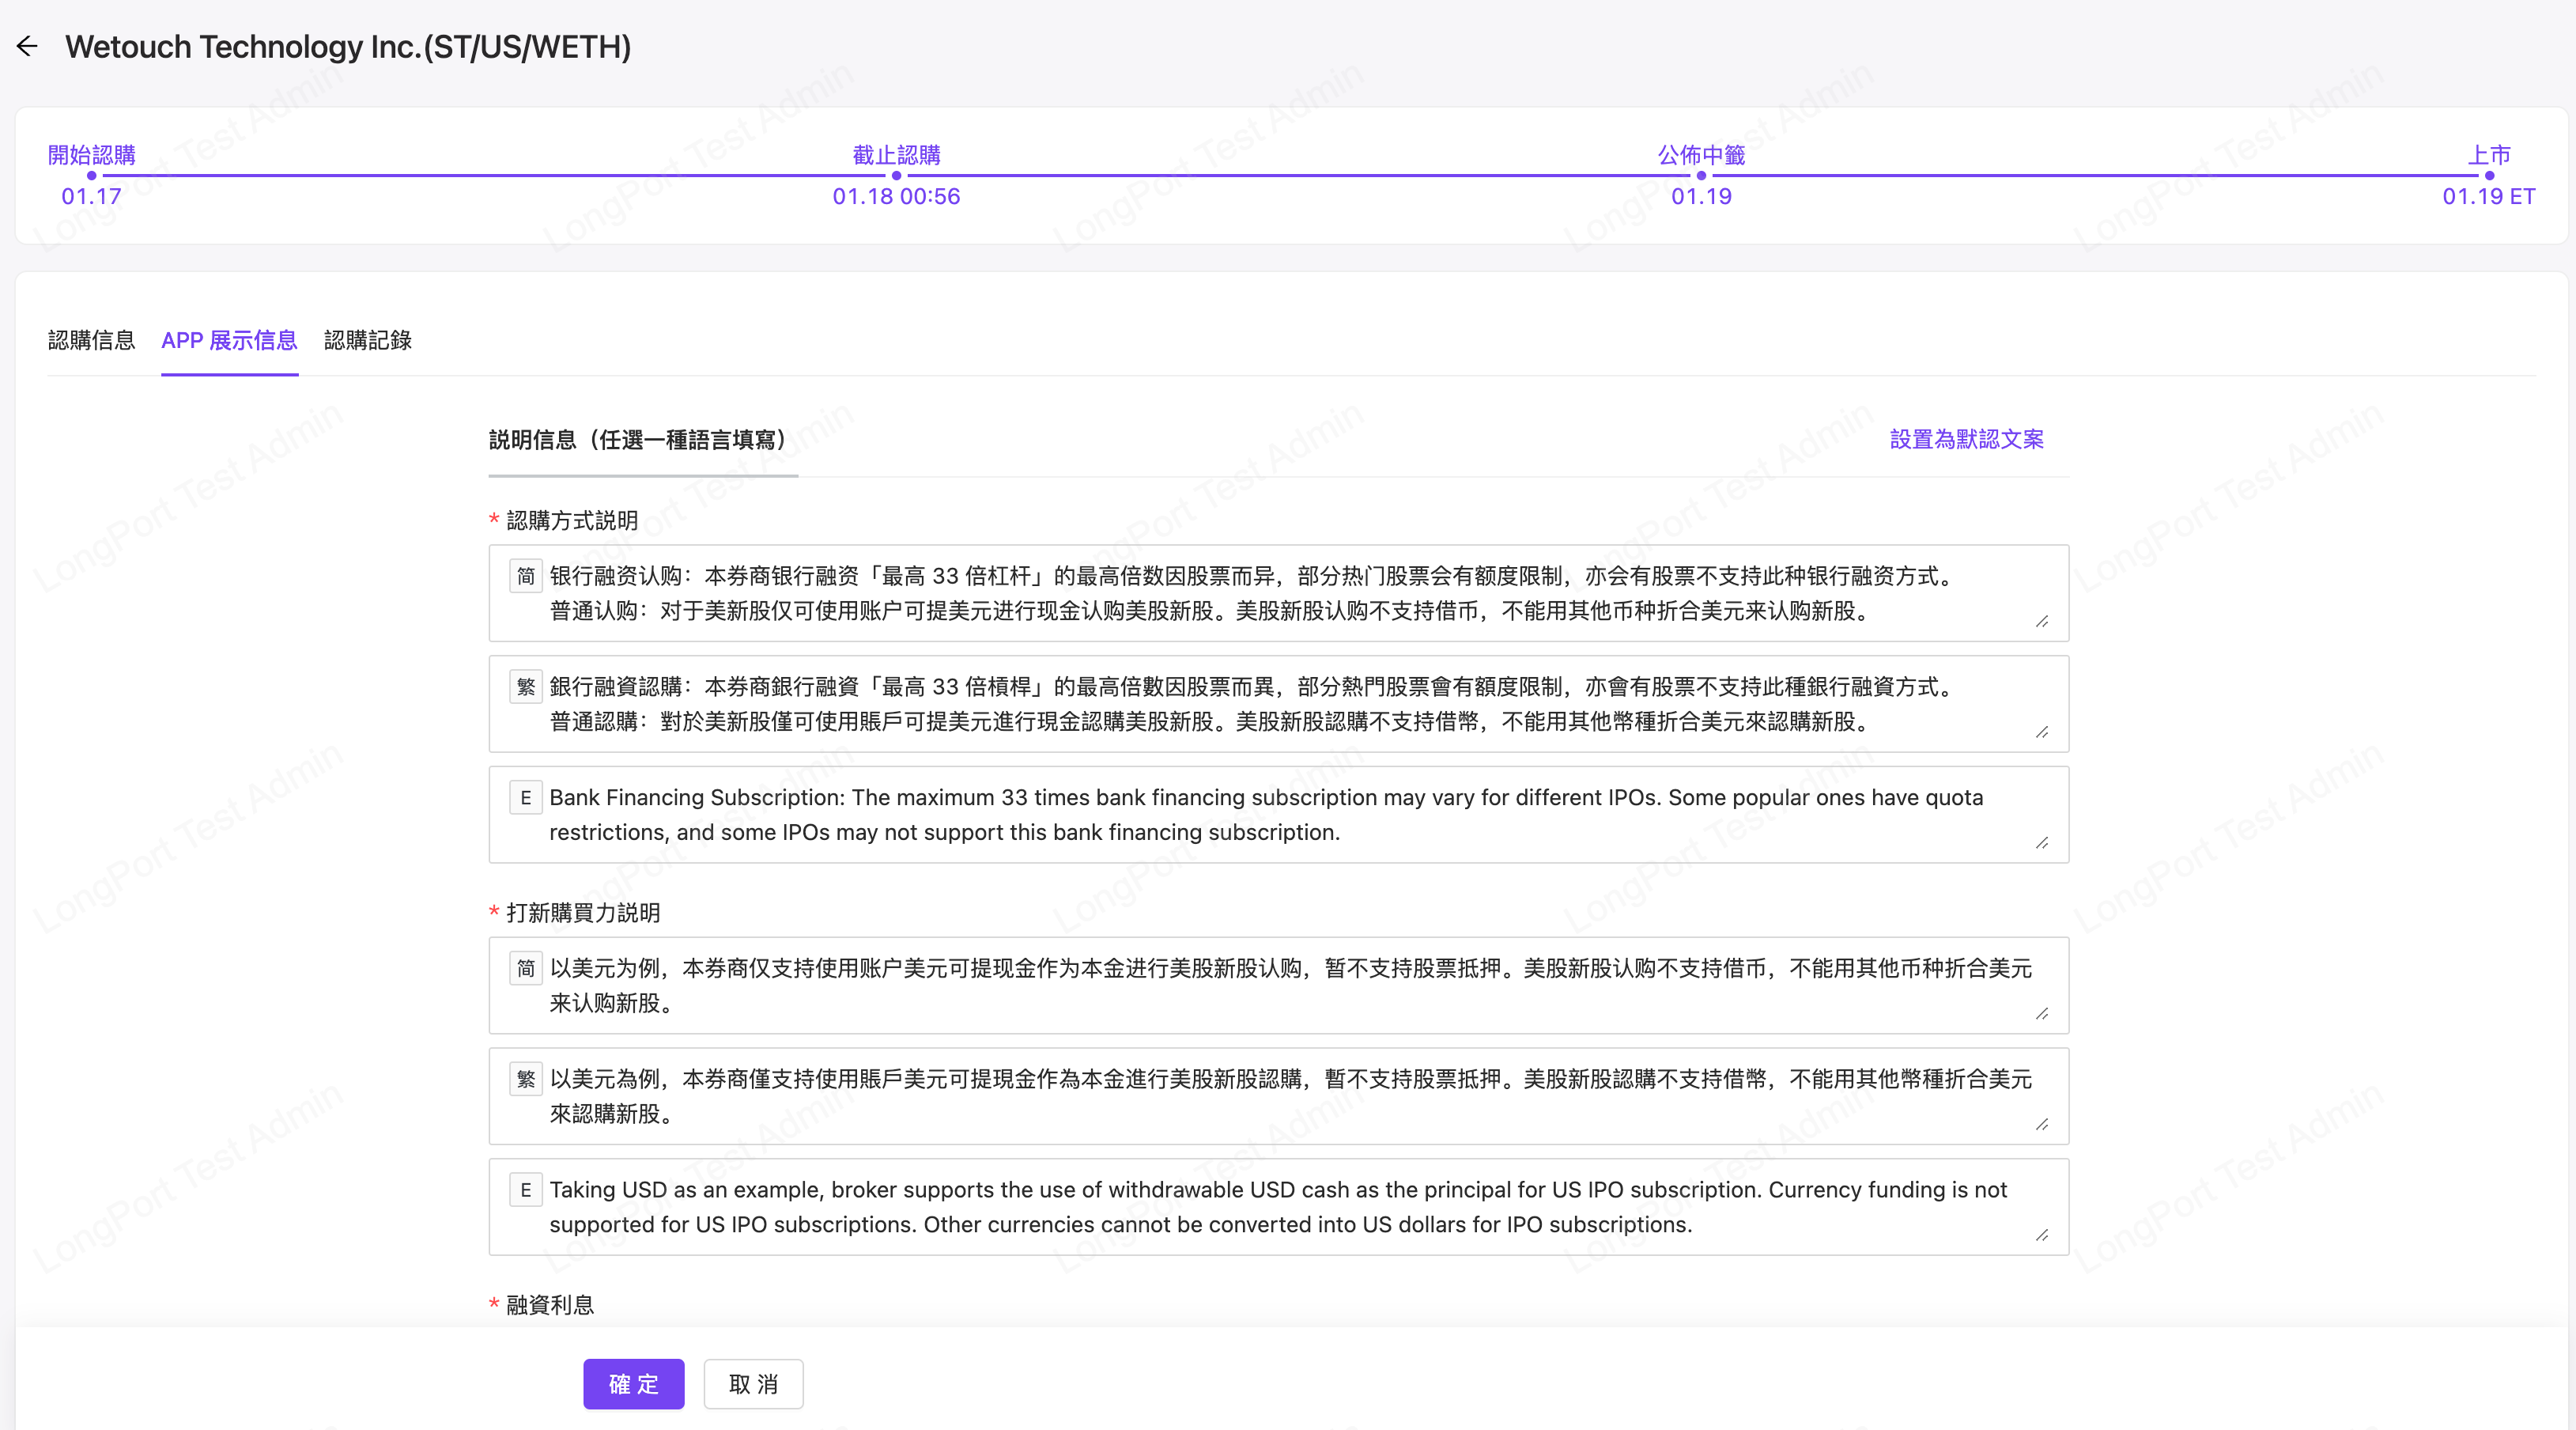 Wetouch Technology Inc.(ST/US/WETH)
開始認購
截止認購
公佈中籤
上市
01.17
01.18 00:56
01.19
01.19 ET
認購信息
APP 展示信息
認購記錄
説明信息（任選一種語言填寫）
設置為默認文案
* 認購方式説明
简 银行融资认购：本券商银行融资「最高 33 倍杠杆」的最高倍数因股票而异，部分热门股票会有额度限制，亦会有股票不支持此种银行融资方式。
普通认购：对于美新股仅可使用账户可提美元进行现金认购美股新股。美股新股认购不支持借币，不能用其他币种折合美元来认购新股。
繁 銀行融資認購：本券商銀行融資「最高 33 倍槓桿」的最高倍數因股票而異，部分熱門股票會有額度限制，亦會有股票不支持此種銀行融資方式。
普通認購：對於美新股僅可使用賬戶可提美元進行現金認購美股新股。美股新股認購不支持借幣，不能用其他幣種折合美元來認購新股。
E Bank Financing Subscription: The maximum 33 times bank financing subscription may vary for different IPOs. Some popular ones have quota
restrictions, and some IPOs may not support this bank financing subscription.
* 打新購買力説明
简 以美元为例，本券商仅支持使用账户美元可提现金作为本金进行美股新股认购，暂不支持股票抵押。美股新股认购不支持借币，不能用其他币种折合美元
来认购新股。
繁 以美元為例，本券商僅支持使用賬戶美元可提現金作為本金進行美股新股認購，暫不支持股票抵押。美股新股認購不支持借幣，不能用其他幣種折合美元
來認購新股。
E Taking USD as an example, broker supports the use of withdrawable USD cash as the principal for US IPO subscription. Currency funding is not
supported for US IPO subscriptions. Other currencies cannot be converted into US dollars for IPO subscriptions.
* 融資利息
確 定
取 消
LongPort Test Admin